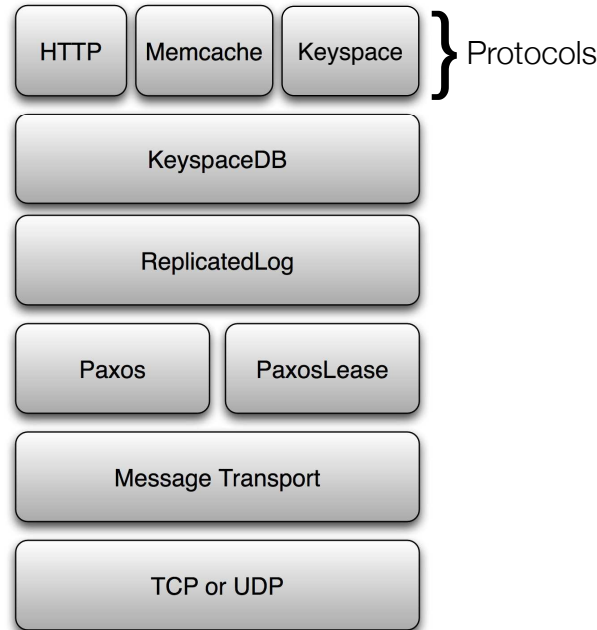 HTTP Memcache Keyspace } Protocols
KeyspaceDB
ReplicatedLog
Paxos PaxosLease
Message Transport
TCP or UDP